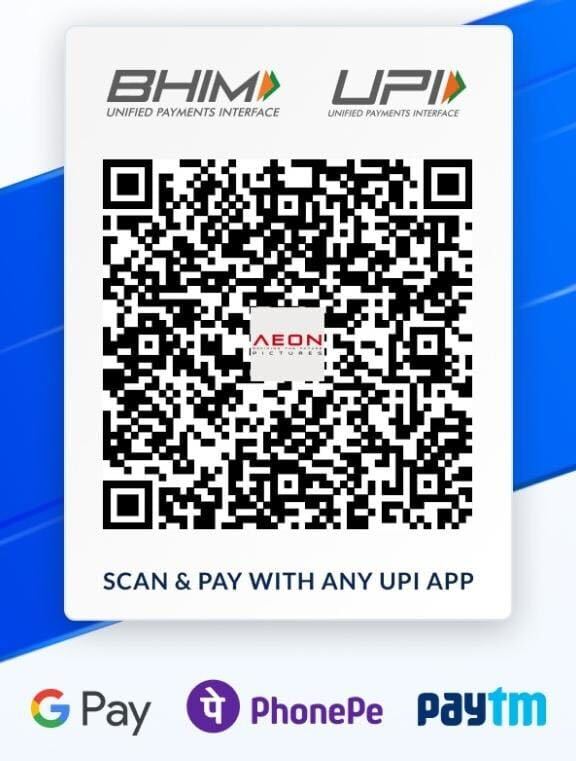 BHIM UPI
UNIFIED PAYMENTS INTERFACE UNIFIED PAYMENTS INTERFACE
AEON
PICTURES
SCAN & PAY WITH ANY UPI APP
G Pay पे PhonePe paytm